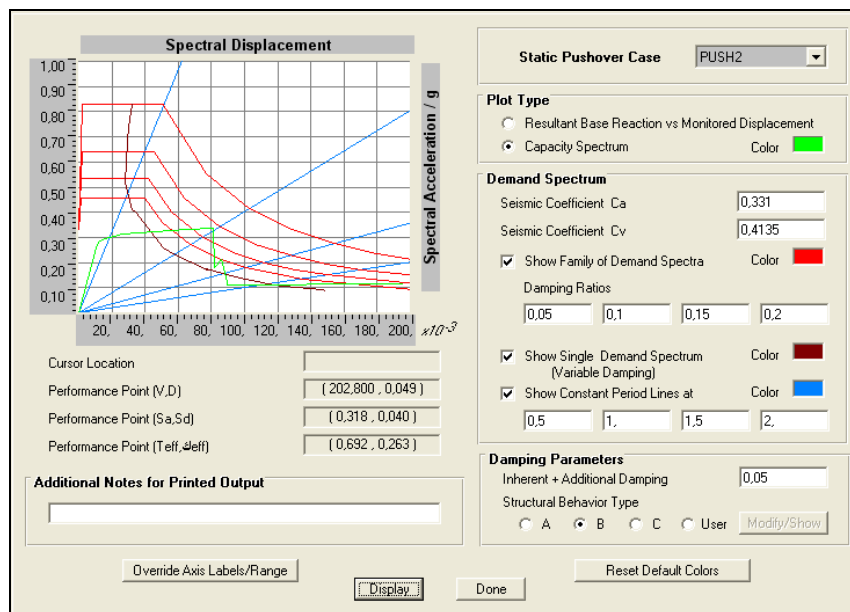 Spectral Displacement
1,00
0,90
0,80
0,70
0,60
0,50
0,40
0,30
0,20
0,10
Spectral Acceleration / g
20, 40, 60, 80, 100, 120, 140, 160, 180, 200, x10-3
Cursor Location
Performance Point (V,D) ( 202,800 , 0,049 )
Performance Point (Sa,Sd) ( 0,318 , 0,040 )
Performance Point (Teff,ڪeff) ( 0,692 , 0,263 )
Additional Notes for Printed Output
Override Axis Labels/Range
Static Pushover Case PUSH2
Plot Type
Resultant Base Reaction vs Monitored Displacement
Capacity Spectrum Color
Demand Spectrum
Seismic Coefficient Ca 0,331
Seismic Coefficient Cv 0,4135
Show Family of Demand Spectra Color
Damping Ratios
0,05 0,1 0,15 0,2
Show Single Demand Spectrum Color
(Variable Damping)
Show Constant Period Lines at Color
0,5 1, 1,5 2,
Damping Parameters
Inherent + Additional Damping 0,05
Structural Behavior Type
A B C User Modify/Show
Reset Default Colors
Display Done